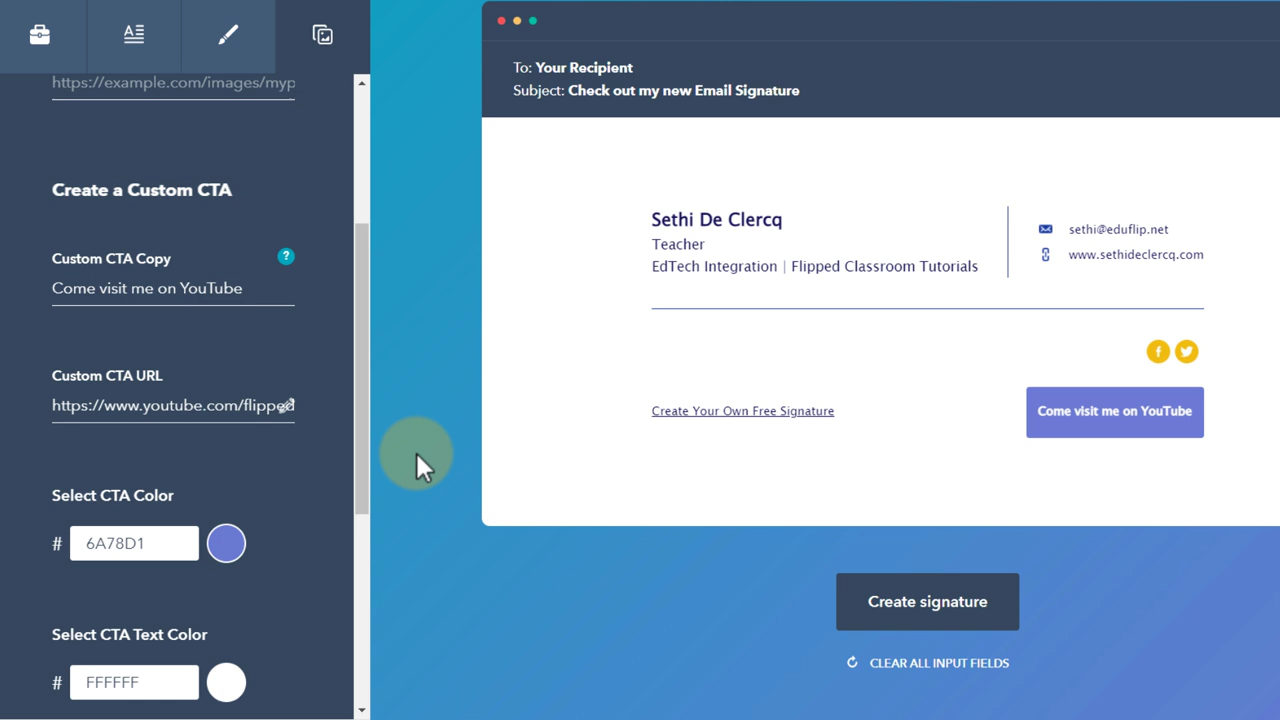 https://example.com/images/myp
Create a Custom CTA
Custom CTA Copy
?
Come visit me on YouTube
Custom CTA URL
https://www.youtube.com/flipped
Select CTA Color
# 6A78D1
Select CTA Text Color
# FFFFFF
To: Your Recipient
Subject: Check out my new Email Signature
Sethi De Clercq
Teacher
EdTech Integration | Flipped Classroom Tutorials
sethi@eduflip.net
www.sethideclercq.com
Create Your Own Free Signature
Come visit me on YouTube
Create signature
CLEAR ALL INPUT FIELDS